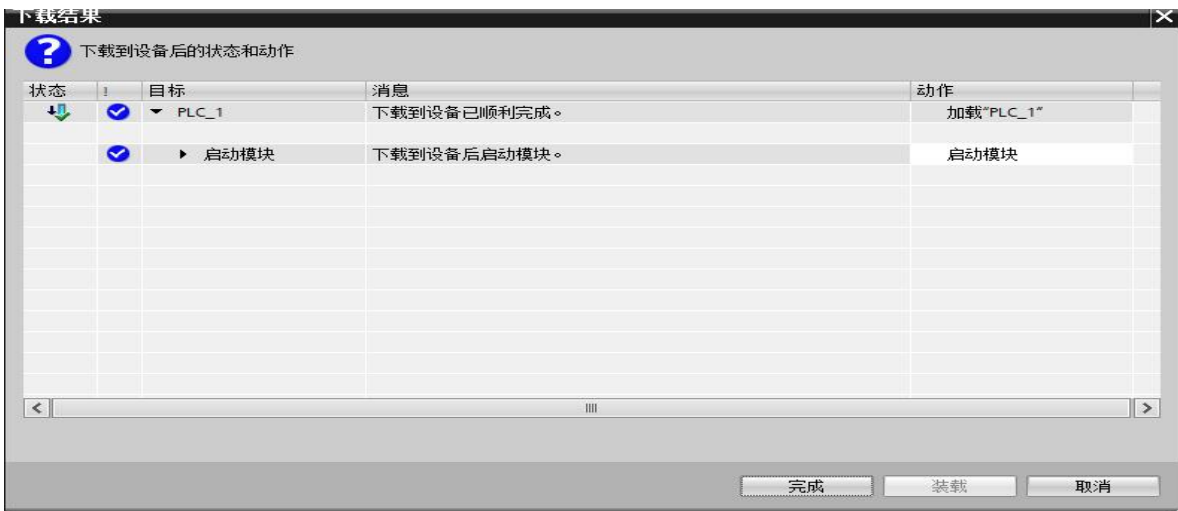 下载结果
下载到设备后的状态和动作
状态 ! 目标 消息 动作
PLC_1 下载到设备已顺利完成。 加载"PLC_1"
启动模块 下载到设备后启动模块。 启动模块
完成 装载 取消